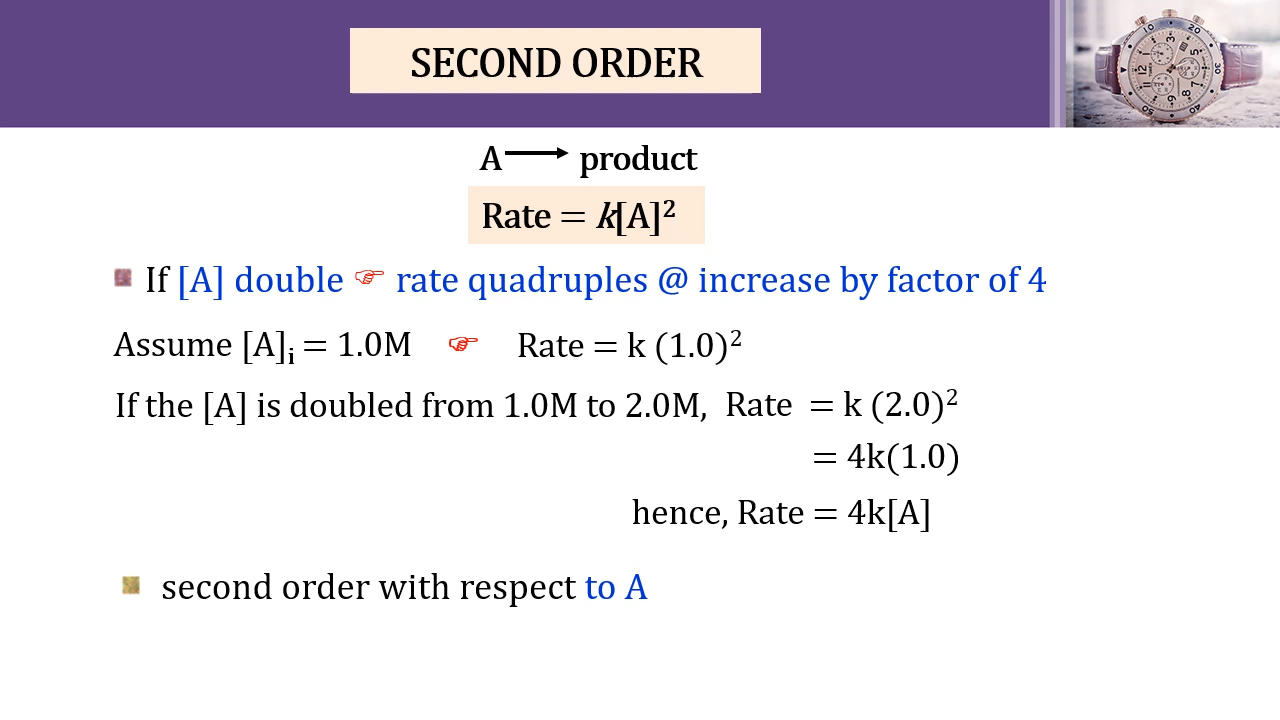 SECOND ORDER
A ⟶ product
Rate = k[A]²
If [A] double ☞ rate quadruples @ increase by factor of 4
Assume [A]ᵢ = 1.0M ☞ Rate = k (1.0)²
If the [A] is doubled from 1.0M to 2.0M, Rate = k (2.0)²
= 4k(1.0)
hence, Rate = 4k[A]
second order with respect to A